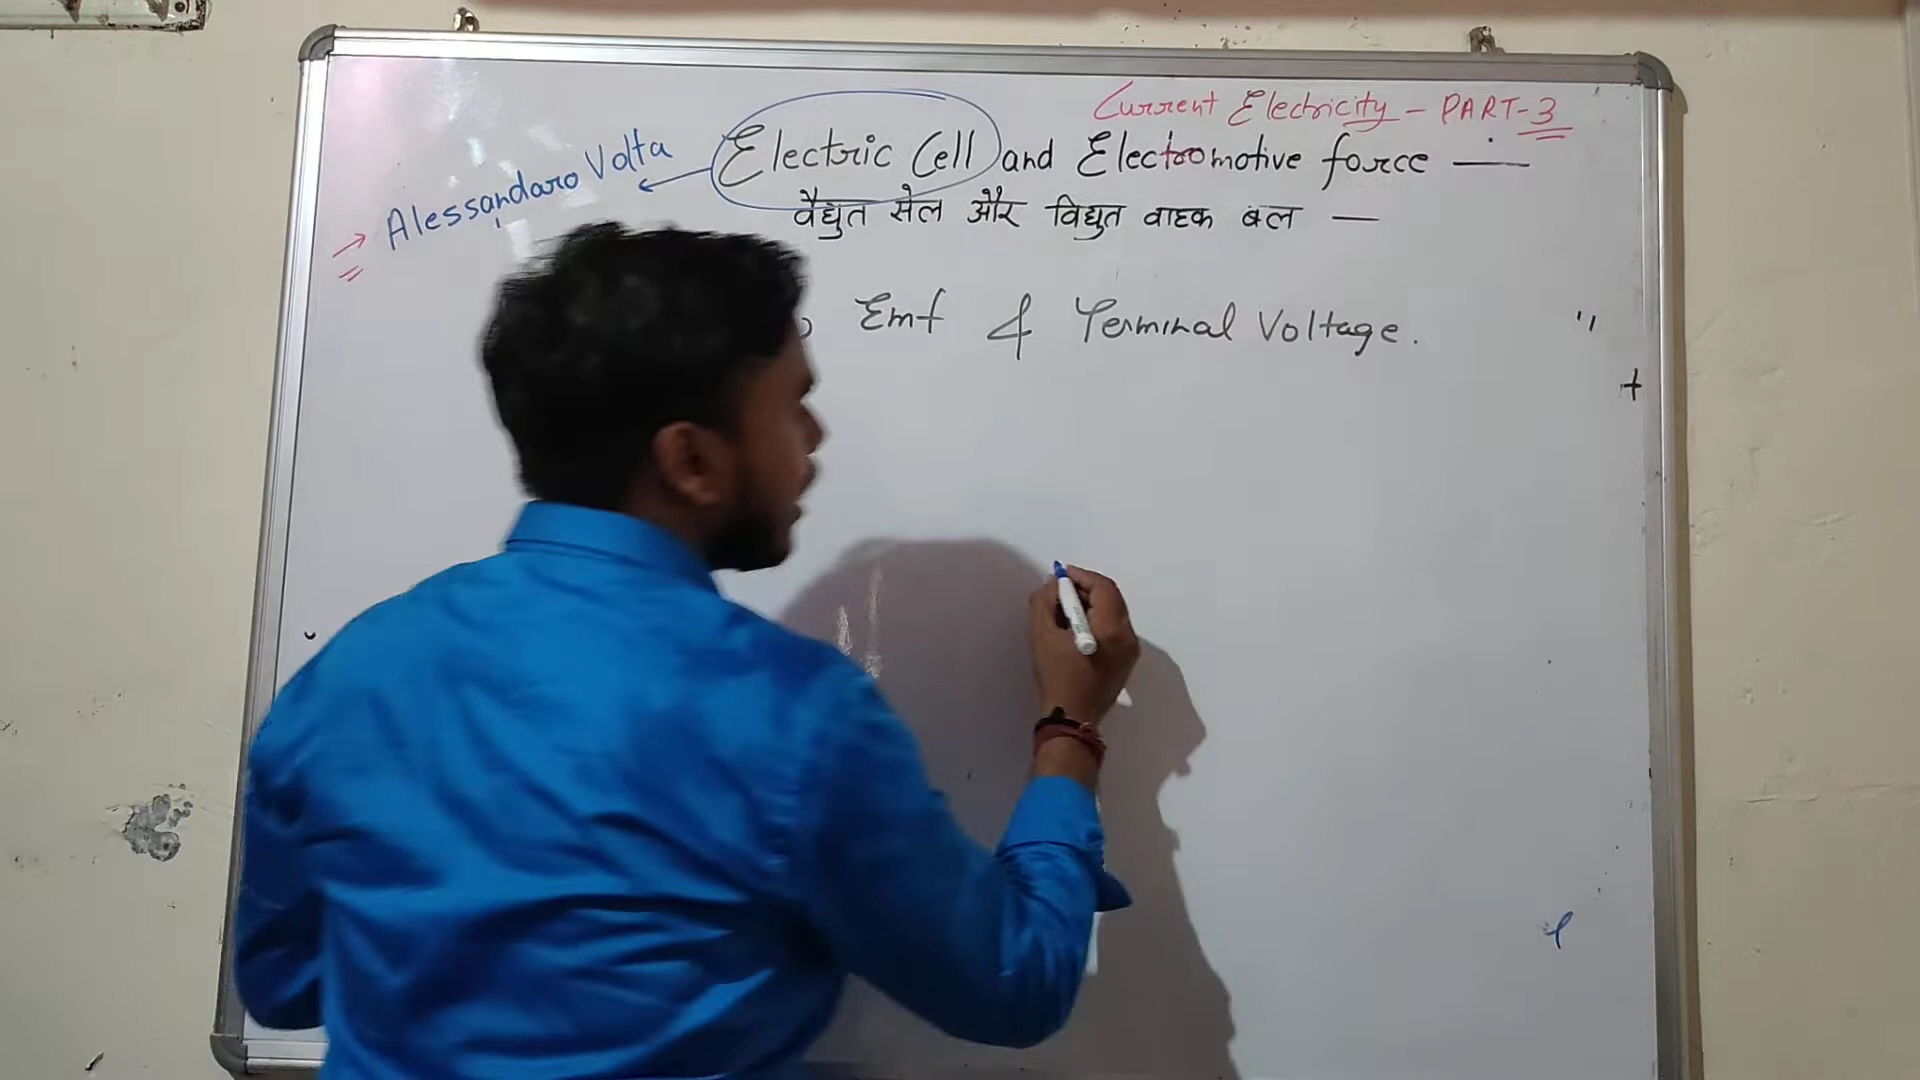 Current Electricity - PART-3
Electric Cell and Electromotive force —
Alessandaro Volta
वैद्युत सेल और विद्युत वाहक बल —
Emf & Terminal Voltage.